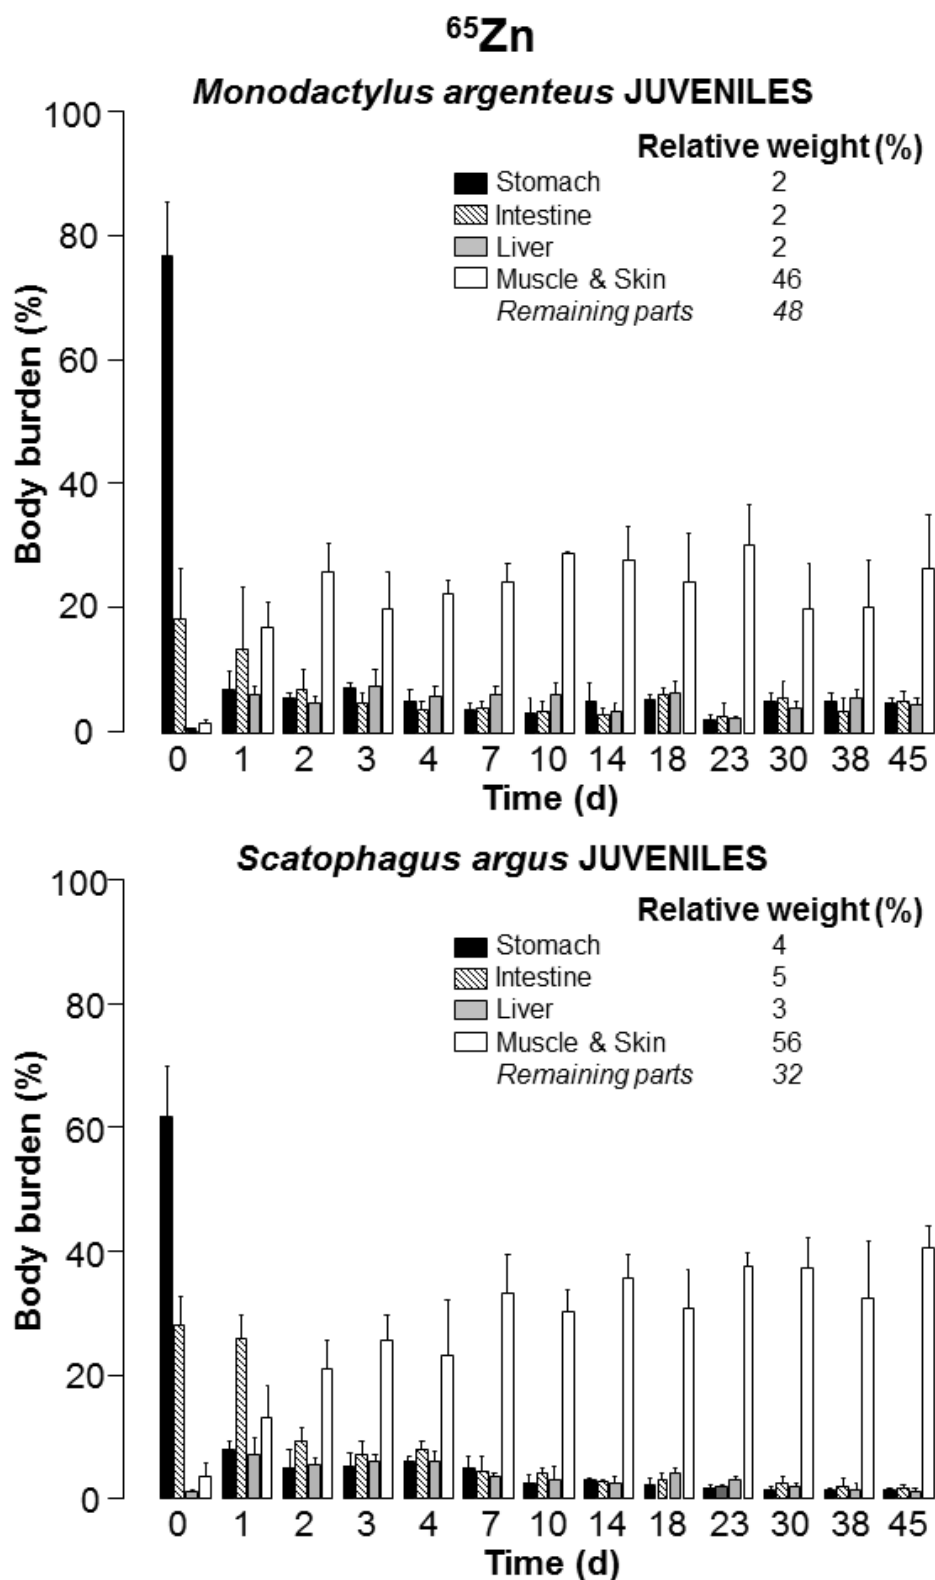 ⁶⁵Zn
Monodactylus argenteus JUVENILES
Relative weight (%)
Stomach 2
Intestine 2
Liver 2
Muscle & Skin 46
Remaining parts 48
Body burden (%)
100
80
60
40
20
0
0 1 2 3 4 7 10 14 18 23 30 38 45
Time (d)
Scatophagus argus JUVENILES
Relative weight (%)
Stomach 4
Intestine 5
Liver 3
Muscle & Skin 56
Remaining parts 32
Body burden (%)
100
80
60
40
20
0
0 1 2 3 4 7 10 14 18 23 30 38 45
Time (d)